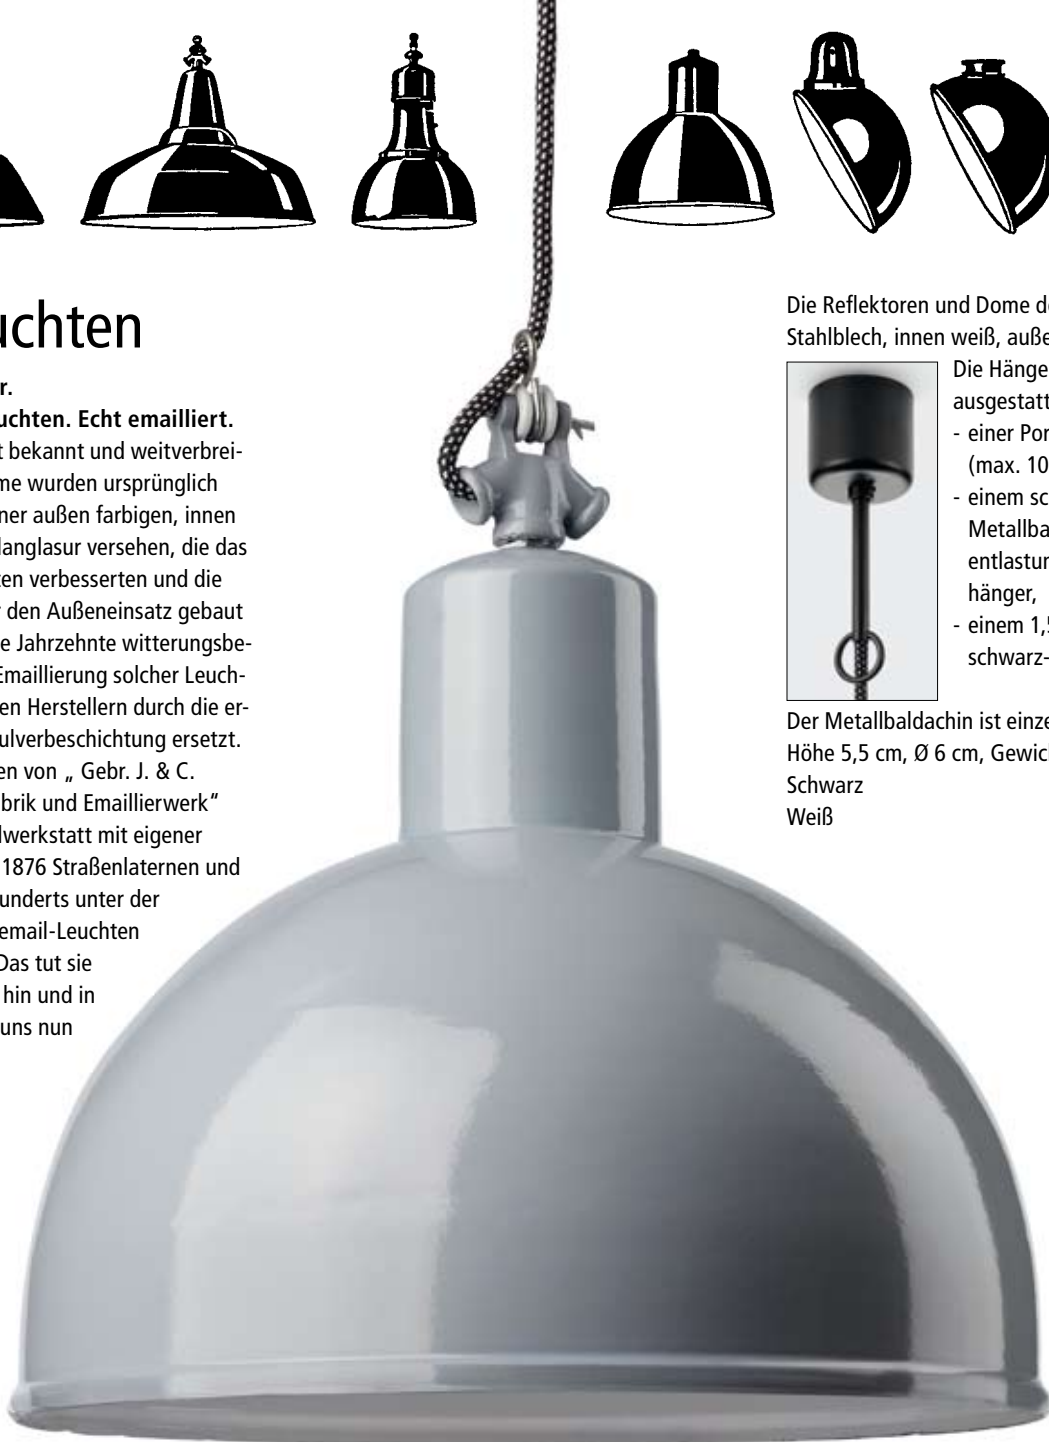 uchten
r.
uchten. Echt emailliert.
t bekannt und weitverbrei-
me wurden ursprünglich
ner außen farbigen, innen
langlasur versehen, die das
ten verbesserten und die
r den Außeneinsatz gebaut
e Jahrzehnte witterungsbe-
Emaillierung solcher Leuch-
en Herstellern durch die er-
ulverbeschichtung ersetzt.
en von „ Gebr. J. & C.
brik und Emaillierwerk“
lwerkstatt mit eigener
1876 Straßenlaternen und
underts unter der
email-Leuchten
Das tut sie
hin und in
uns nun
Die Reflektoren und Dome d
Stahlblech, innen weiß, auße
Die Hänge
ausgestatt
- einer Por
(max. 10
- einem sc
Metallba
entlastun
hänger,
- einem 1,5
schwarz-
Der Metallbaldachin ist einze
Höhe 5,5 cm, Ø 6 cm, Gewic
Schwarz
Weiß